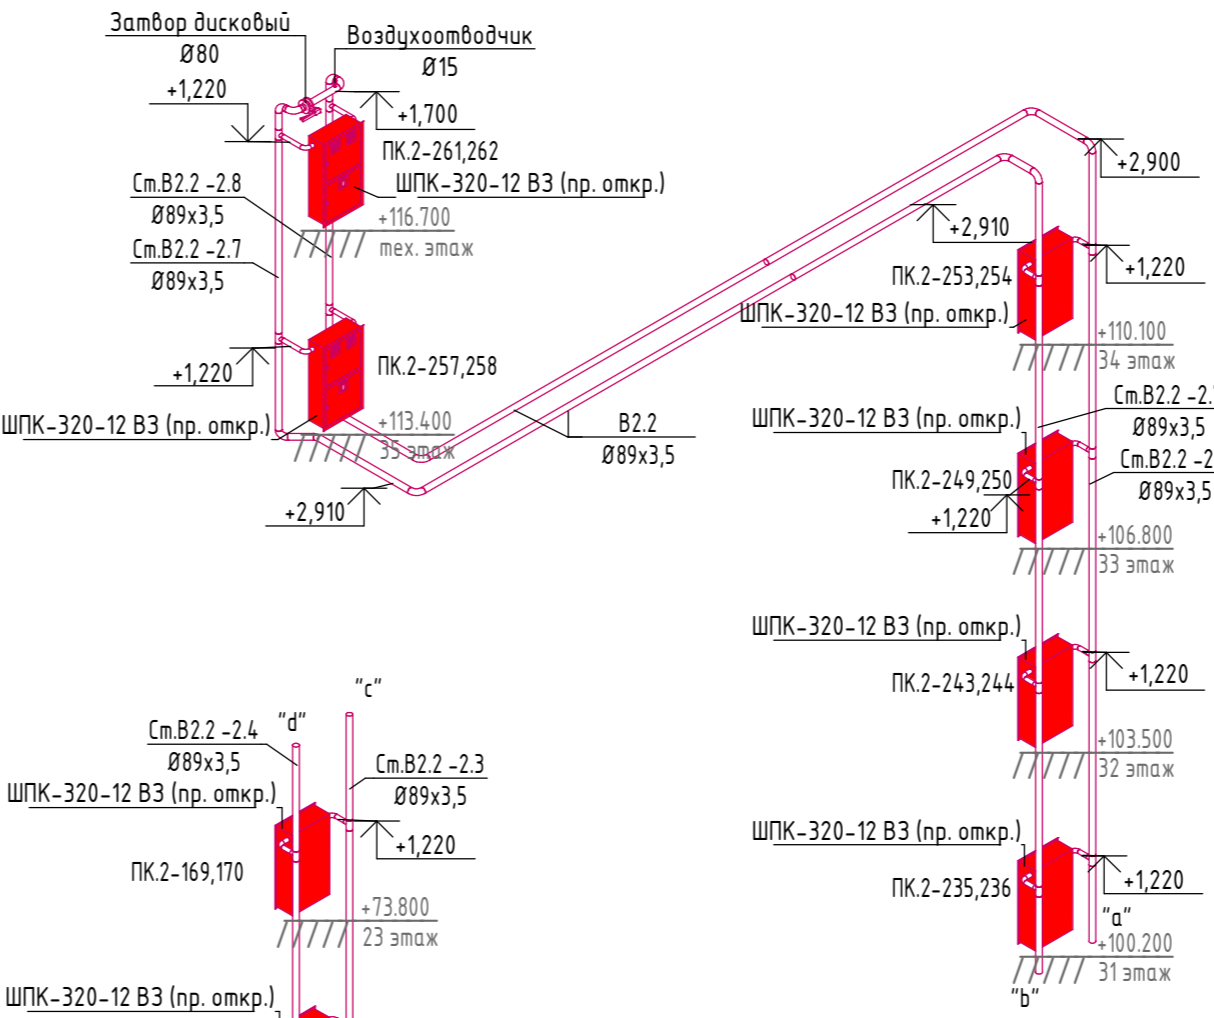 Затвор дисковый
Ø80
Воздухоотводчик
Ø15
+1,220
+1,700
ПК.2-261,262
ШПК-320-12 ВЗ (пр. откр.)
Ст.В2.2 -2.8
Ø89х3,5
+116.700
тех. этаж
Ст.В2.2 -2.7
Ø89х3,5
+1,220
ПК.2-257,258
ШПК-320-12 ВЗ (пр. откр.)
+113.400
35 этаж
+2,910
В2.2
Ø89х3,5
+2,900
+2,910
ПК.2-253,254
+1,220
ШПК-320-12 ВЗ (пр. откр.)
+110.100
34 этаж
Ст.В2.2 -2.
Ø89х3,5
ШПК-320-12 ВЗ (пр. откр.)
Ст.В2.2 -2
Ø89х3,5
ПК.2-249,250
+1,220
+106.800
33 этаж
ШПК-320-12 ВЗ (пр. откр.)
ПК.2-243,244
+1,220
+103.500
32 этаж
ШПК-320-12 ВЗ (пр. откр.)
ПК.2-235,236
+1,220
"a"
+100.200
31 этаж
"b"
"c"
"d"
Ст.В2.2 -2.4
Ø89х3,5
Ст.В2.2 -2.3
Ø89х3,5
ШПК-320-12 ВЗ (пр. откр.)
+1,220
ПК.2-169,170
+73.800
23 этаж
ШПК-320-12 ВЗ (пр. откр.)